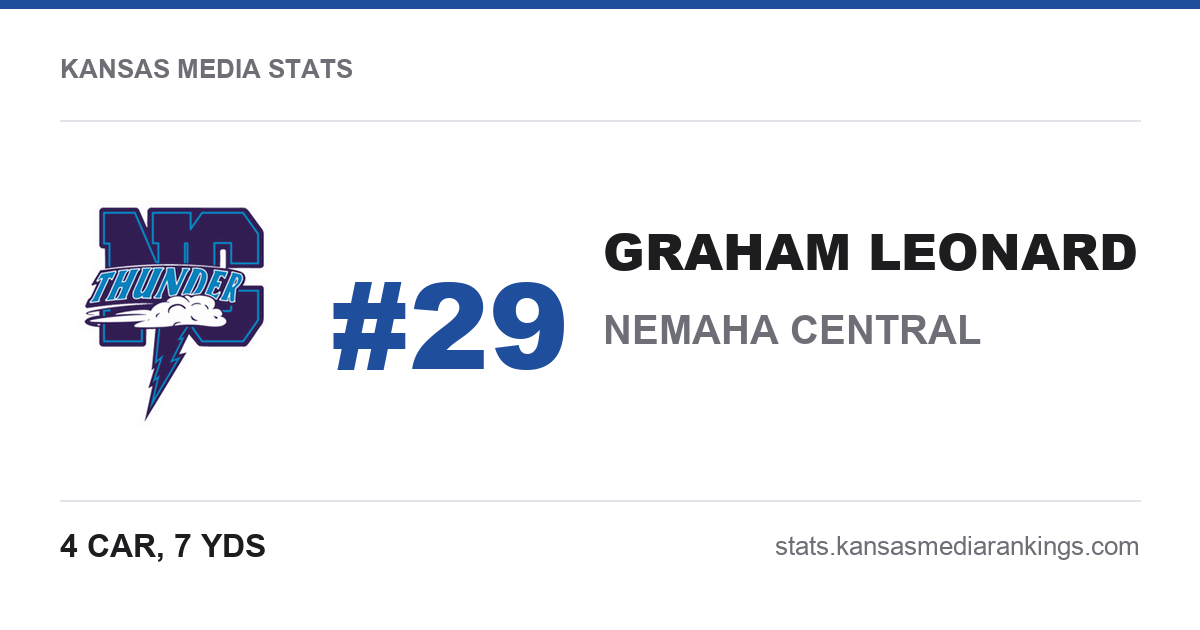 KANSAS MEDIA STATS
NC
THUNDER
#29
GRAHAM LEONARD
NEMAHA CENTRAL
4 CAR, 7 YDS
stats.kansasmediarankings.com